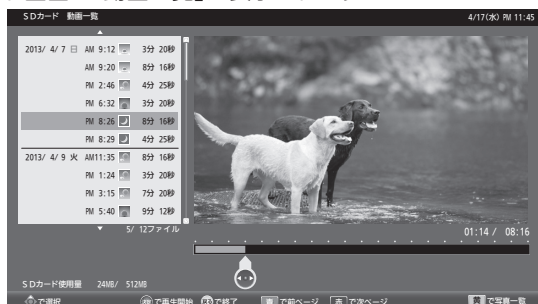 SDカード 動画一覧 4/17(水) PM 11:45
2013/ 4/ 7 日 AM 9:12 3分 20秒
AM 9:20 8分 16秒
PM 2:46 4分 25秒
PM 6:32 3分 20秒
PM 8:26 8分 16秒
PM 8:29 4分 25秒
2013/ 4/ 9 火 AM11:35 8分 16秒
PM 1:24 3分 20秒
PM 3:15 7分 20秒
PM 5:40 9分 12秒
5/ 12ファイル
01:14 / 08:16
SDカード使用量 24MB/ 512MB
で選択 で再生開始 で終了 青 で前ページ 赤 で次ページ 黄 で写真一覧